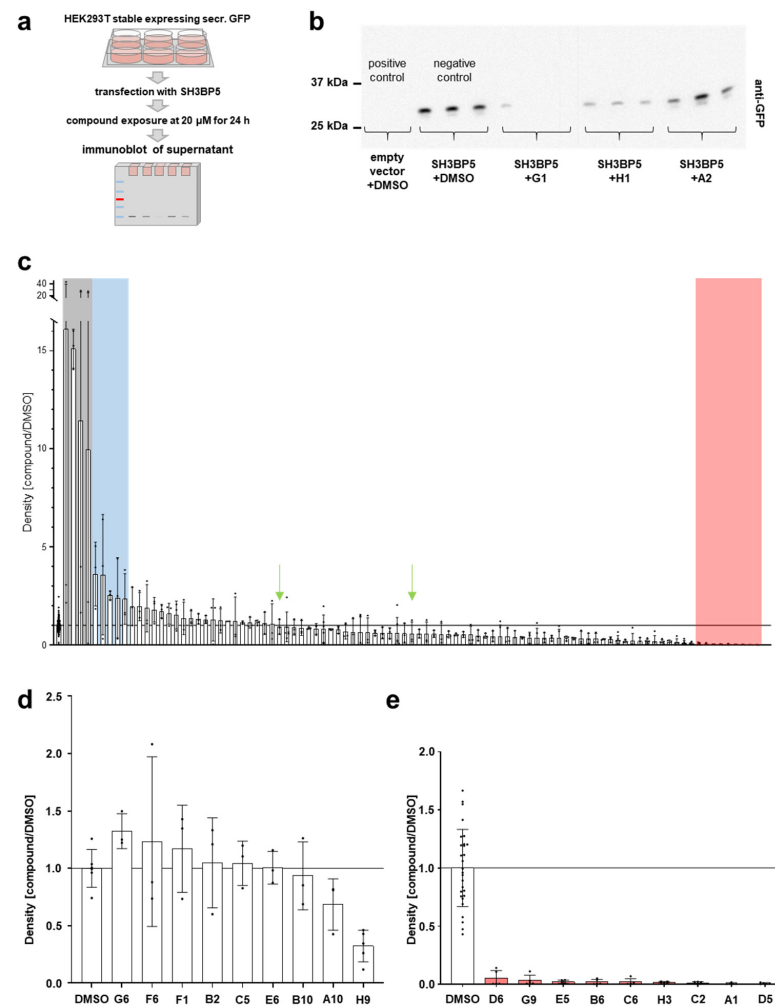 a
HEK293T stable expressing secr. GFP
transfection with SH3BP5
compound exposure at 20 µM for 24 h
immunoblot of supernatant
b
positive control
negative control
37 kDa
25 kDa
anti-GFP
empty vector +DMSO
SH3BP5 +DMSO
SH3BP5 +G1
SH3BP5 +H1
SH3BP5 +A2
c
40
20
15
10
5
0
Density [compound/DMSO]
d
2.5
2.0
1.5
1.0
0.5
0.0
Density [compound/DMSO]
DMSO G6 F6 F1 B2 C5 E6 B10 A10 H9
e
2.0
1.5
1.0
0.5
0.0
Density [compound/DMSO]
DMSO D6 G9 E5 B6 C6 H3 C2 A1 D5